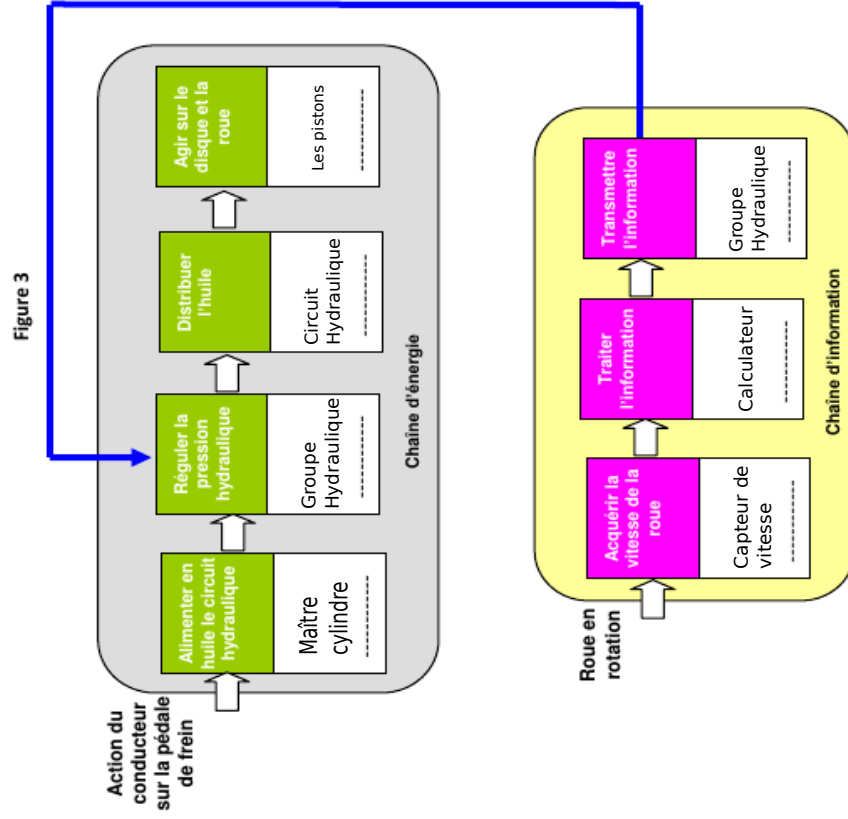 Figure 3
Action du
conducteur
sur la pédale
de frein
Alimenter en
huile le circuit
hydraulique
Maître
cylindre
Réguler la
pression
hydraulique
Groupe
Hydraulique
Distribuer
l'huile
Circuit
Hydraulique
Agir sur le
disque et la
roue
Les pistons
Chaîne d'énergie
Roue en
rotation
Acquérir la
vitesse de la
roue
Capteur de
vitesse
Traiter
l'information
Calculateur
Transmettre
l'information
Groupe
Hydraulique
Chaîne d'information